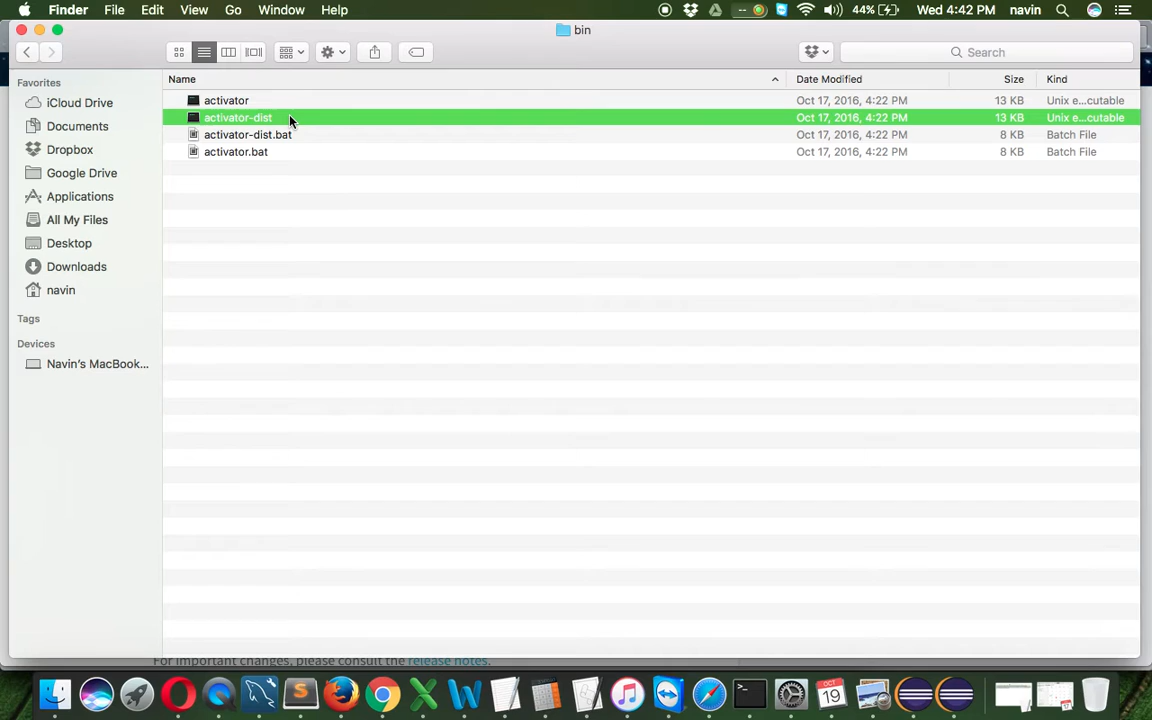 Finder File Edit View Go Window Help -- 44% Wed 4:42 PM navin
bin
Search
Favorites
iCloud Drive
Documents
Dropbox
Google Drive
Applications
All My Files
Desktop
Downloads
navin
Tags
Devices
Navin's MacBook...
Name Date Modified Size Kind
activator Oct 17, 2016, 4:22 PM 13 KB Unix e...cutable
activator-dist Oct 17, 2016, 4:22 PM 13 KB Unix e...cutable
activator-dist.bat Oct 17, 2016, 4:22 PM 8 KB Batch File
activator.bat Oct 17, 2016, 4:22 PM 8 KB Batch File
For important changes, please consult the release notes.
OCT
19